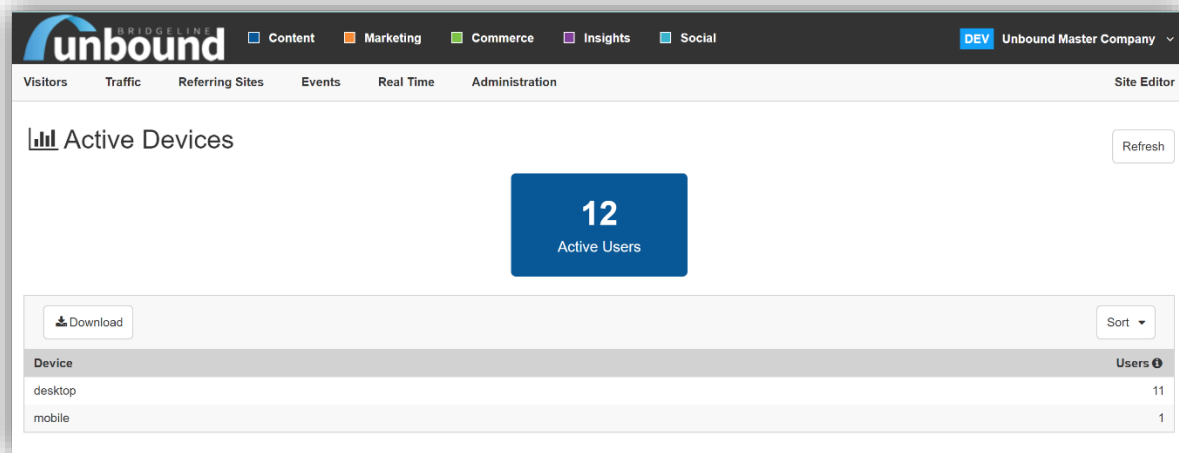 BRIDGELINE
unbound
Content Marketing Commerce Insights Social DEV Unbound Master Company
Visitors Traffic Referring Sites Events Real Time Administration Site Editor
Active Devices Refresh
12
Active Users
Download Sort
Device Users
desktop 11
mobile 1